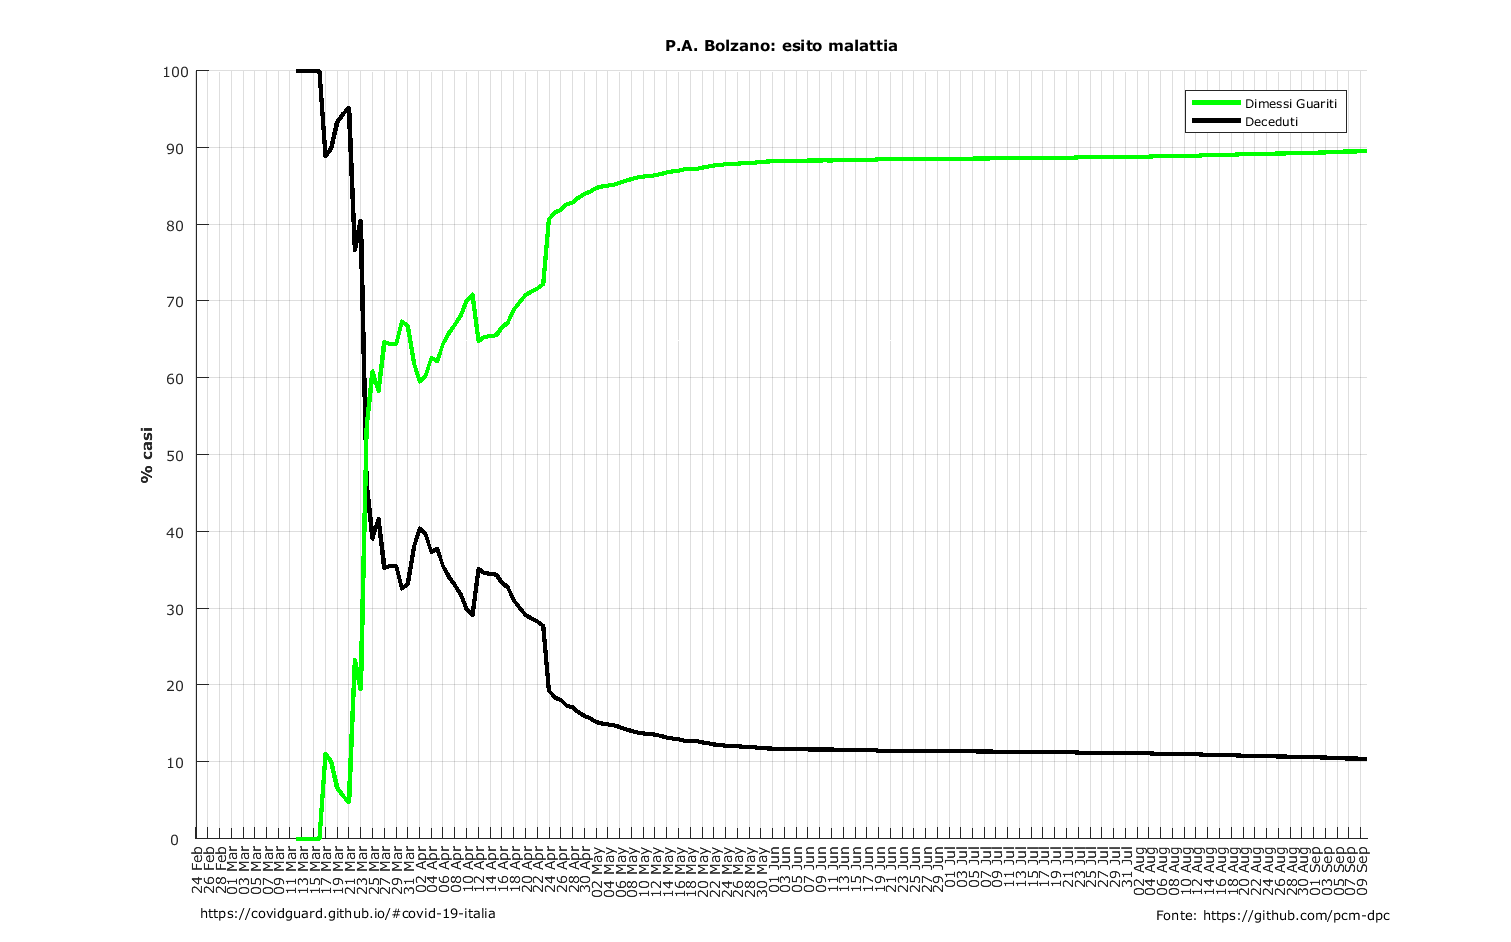 P.A. Bolzano: esito malattia
Dimessi Guariti
Deceduti
% casi
100
90
80
70
60
50
40
30
20
10
0
24 Feb
26 Feb
28 Feb
01 Mar
03 Mar
05 Mar
07 Mar
09 Mar
11 Mar
13 Mar
15 Mar
17 Mar
19 Mar
21 Mar
23 Mar
25 Mar
27 Mar
29 Mar
31 Mar
02 Apr
04 Apr
06 Apr
08 Apr
10 Apr
12 Apr
14 Apr
16 Apr
18 Apr
20 Apr
22 Apr
24 Apr
26 Apr
28 Apr
30 Apr
02 May
04 May
06 May
08 May
10 May
12 May
14 May
16 May
18 May
20 May
22 May
24 May
26 May
28 May
30 May
01 Jun
03 Jun
05 Jun
07 Jun
09 Jun
11 Jun
13 Jun
15 Jun
17 Jun
19 Jun
21 Jun
23 Jun
25 Jun
27 Jun
29 Jun
01 Jul
03 Jul
05 Jul
07 Jul
09 Jul
11 Jul
13 Jul
15 Jul
17 Jul
19 Jul
21 Jul
23 Jul
25 Jul
27 Jul
29 Jul
31 Jul
02 Aug
04 Aug
06 Aug
08 Aug
10 Aug
12 Aug
14 Aug
16 Aug
18 Aug
20 Aug
22 Aug
24 Aug
26 Aug
28 Aug
30 Aug
01 Sep
03 Sep
05 Sep
07 Sep
09 Sep
https://covidguard.github.io/#covid-19-italia
Fonte: https://github.com/pcm-dpc